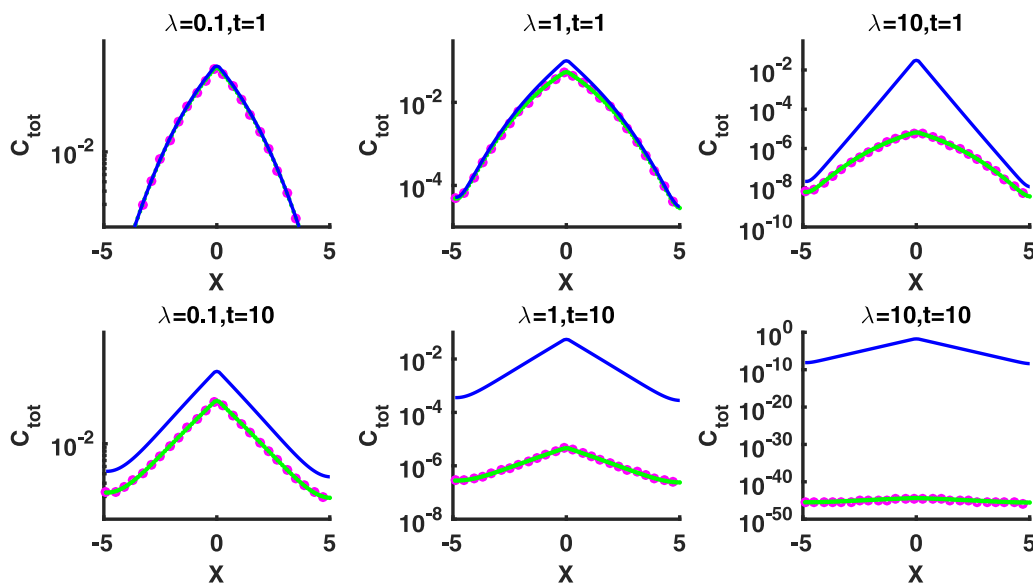 λ=0.1,t=1
C_tot
10^-2
-5 0 5
X
λ=1,t=1
C_tot
10^-2
10^-4
-5 0 5
X
λ=10,t=1
C_tot
10^-2
10^-4
10^-6
10^-8
10^-10
-5 0 5
X
λ=0.1,t=10
C_tot
10^-2
-5 0 5
X
λ=1,t=10
C_tot
10^-2
10^-4
10^-6
10^-8
-5 0 5
X
λ=10,t=10
C_tot
10^0
10^-10
10^-20
10^-30
10^-40
10^-50
-5 0 5
X